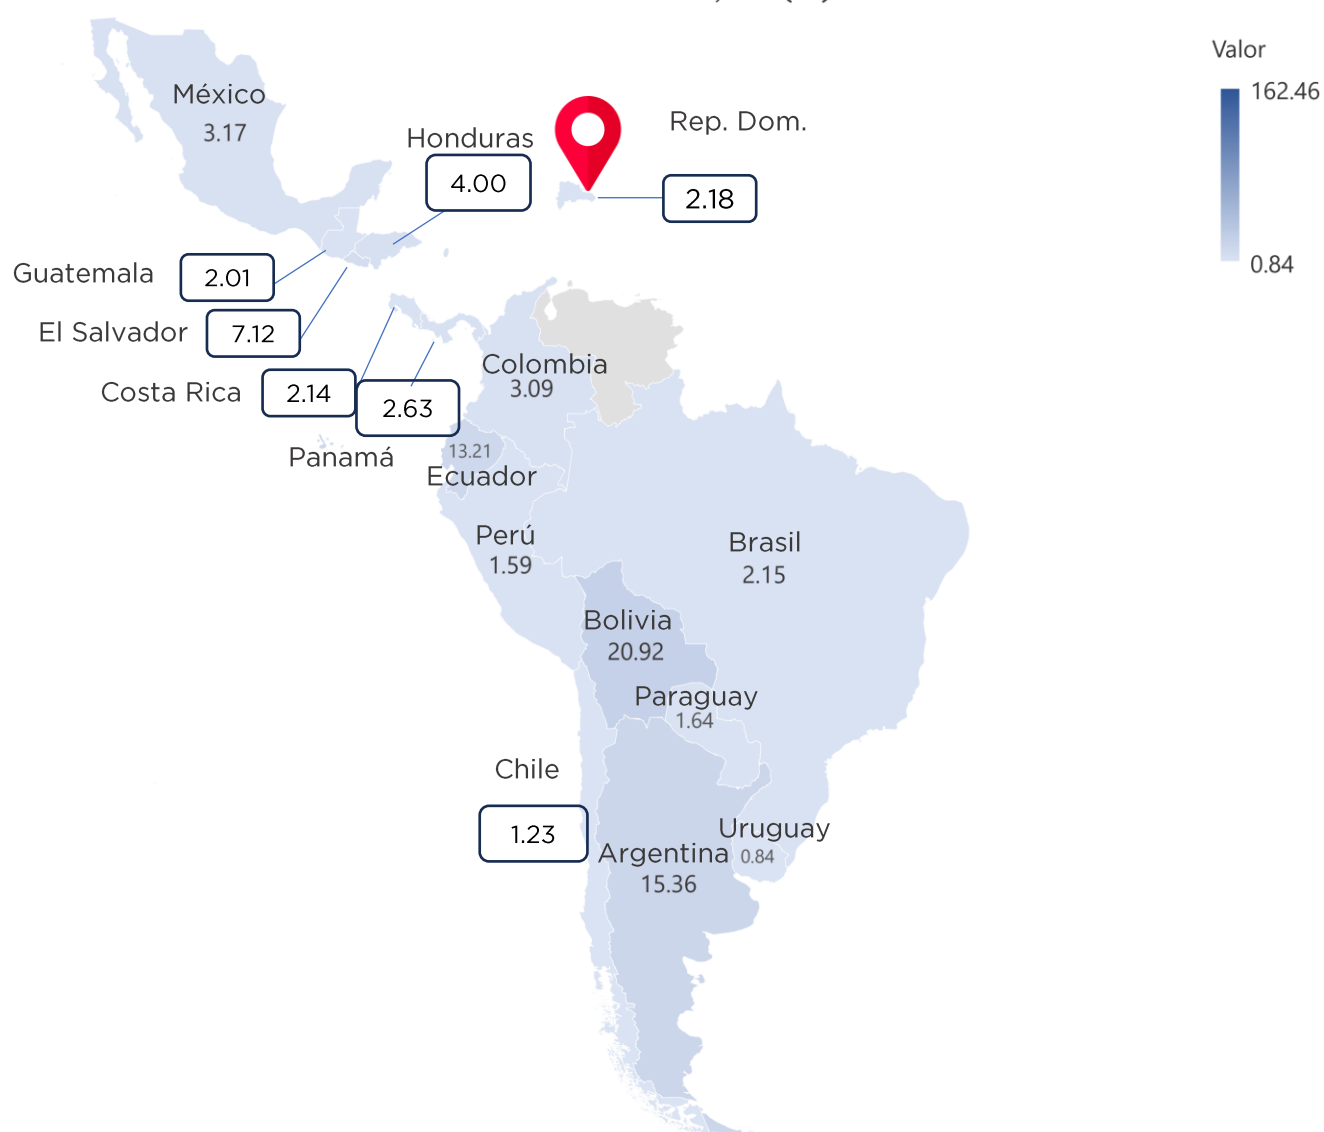 Valor
162.46
0.84
México
3.17
Rep. Dom.
2.18
Honduras
4.00
Guatemala
2.01
El Salvador
7.12
Costa Rica
2.14
2.63
Panamá
Colombia
3.09
13.21
Ecuador
Perú
1.59
Brasil
2.15
Bolivia
20.92
Paraguay
1.64
Chile
1.23
Uruguay
0.84
Argentina
15.36